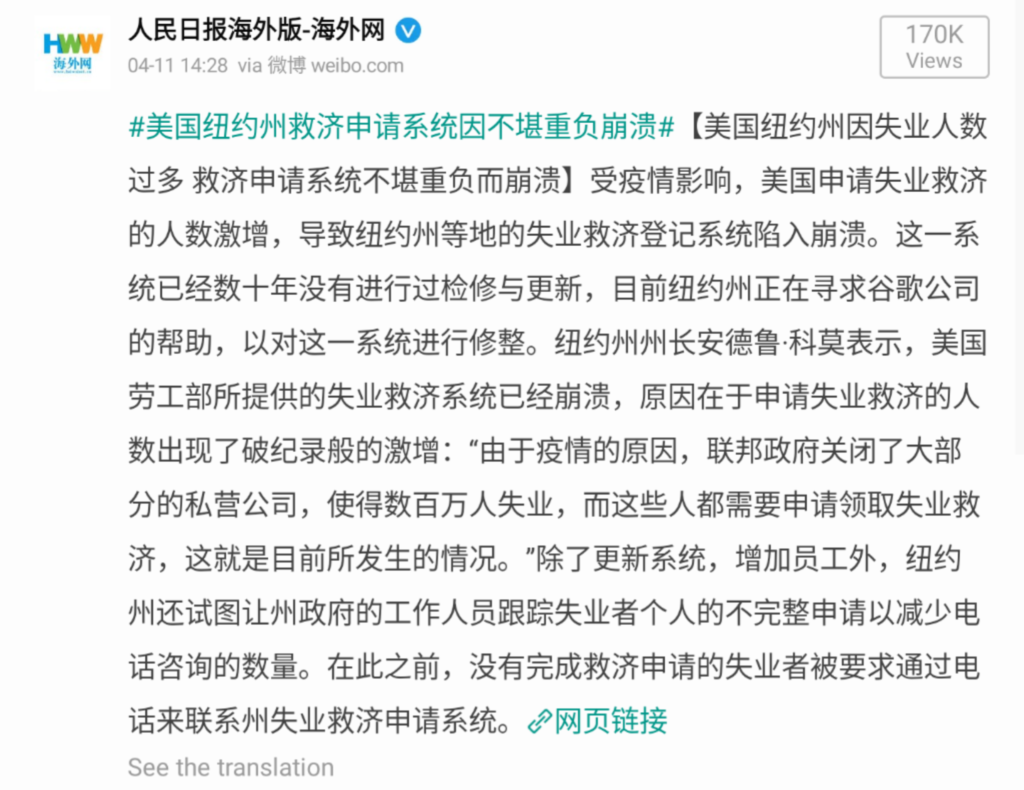 人民日报海外版-海外网
HWW
海外网
04-11 14:28 via 微博 weibo.com
170K
Views
#美国纽约州救济申请系统因不堪重负崩溃#【美国纽约州因失业人数
过多 救济申请系统不堪重负而崩溃】受疫情影响，美国申请失业救济
的人数激增，导致纽约州等地的失业救济登记系统陷入崩溃。这一系
统已经数十年没有进行过检修与更新，目前纽约州正在寻求谷歌公司
的帮助，以对这一系统进行修整。纽约州州长安德鲁·科莫表示，美国
劳工部所提供的失业救济系统已经崩溃，原因在于申请失业救济的人
数出现了破纪录般的激增：“由于疫情的原因，联邦政府关闭了大部
分的私营公司，使得数百万人失业，而这些人都需要申请领取失业救
济，这就是目前所发生的情况。”除了更新系统，增加员工外，纽约
州还试图让州政府的工作人员跟踪失业者个人的不完整申请以减少电
话咨询的数量。在此之前，没有完成救济申请的失业者被要求通过电
话来联系州失业救济申请系统。网页链接
See the translation